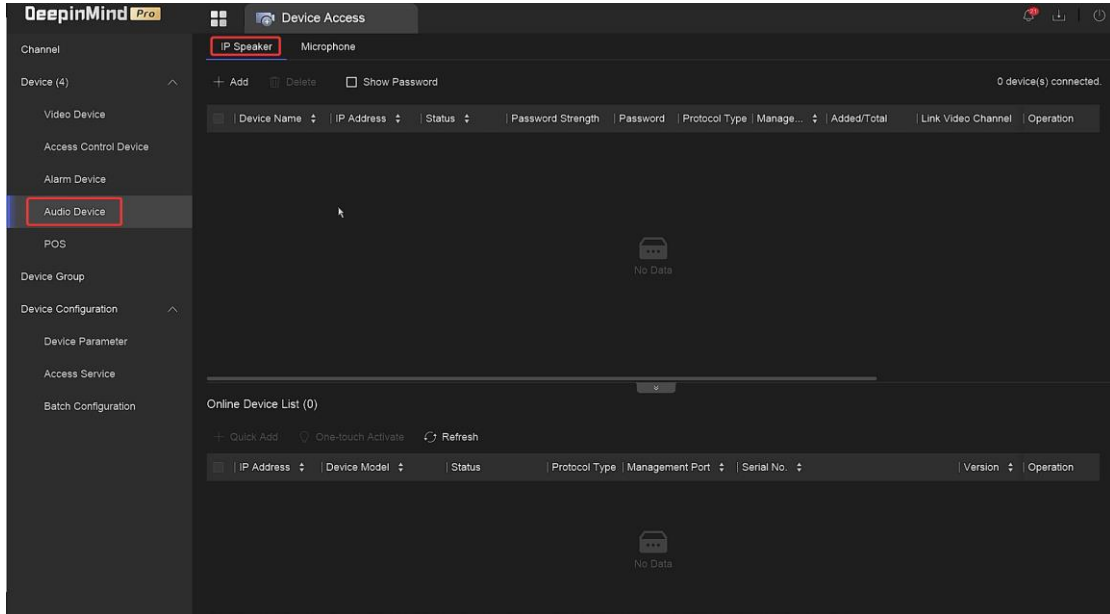 DeepinMind Pro
Device Access
21
Channel
Device (4)
Video Device
Access Control Device
Alarm Device
Audio Device
POS
Device Group
Device Configuration
Device Parameter
Access Service
Batch Configuration
IP Speaker Microphone
+ Add Delete Show Password 0 device(s) connected.
Device Name IP Address Status Password Strength Password Protocol Type Manage... Added/Total Link Video Channel Operation
No Data
Online Device List (0)
+ Quick Add One-touch Activate Refresh
IP Address Device Model Status Protocol Type Management Port Serial No. Version Operation
No Data